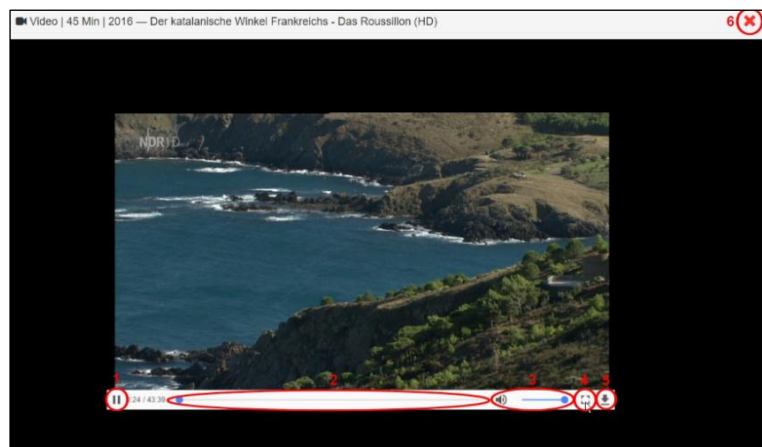 Video | 45 Min | 2016 — Der katalanische Winkel Frankreichs - Das Roussillon (HD)
6
NDR HD
1
2
3
4
5
:24 / 43:39